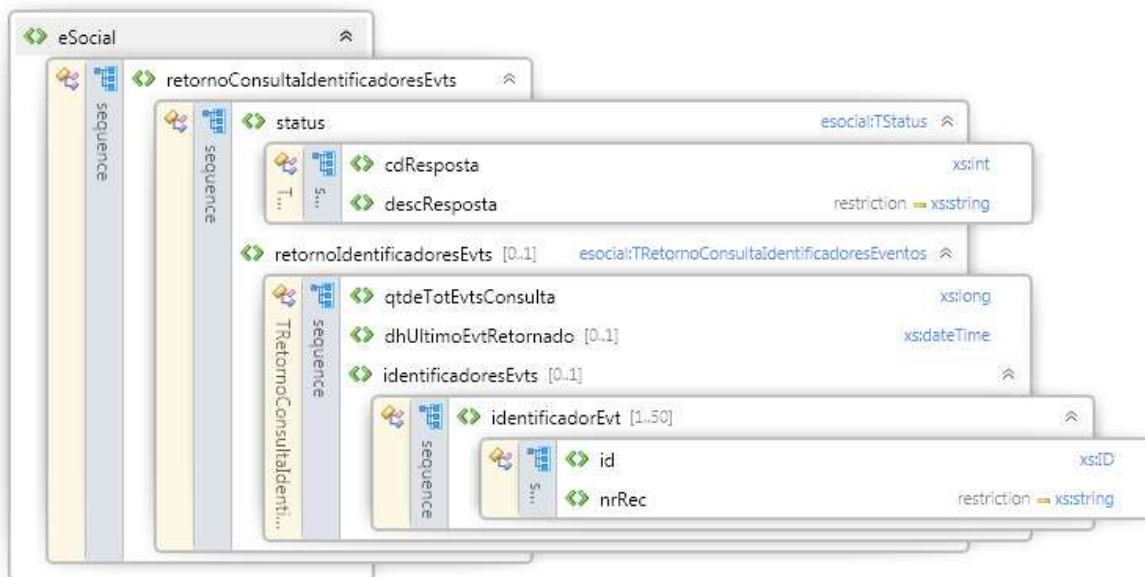 eSocial
sequence
retornoConsultaIdentificadoresEvts
sequence
status esocial:TStatus
T... s...
cdResposta xs:int
descResposta restriction xs:string
retornoIdentificadoresEvts [0..1] esocial:TRetornoConsultaIdentificadoresEventos
TRetornoConsultaIdenti...
sequence
qtdeTotEvtsConsulta xs:long
dhUltimoEvtRetornado [0..1] xs:dateTime
identificadoresEvts [0..1]
sequence
identificadorEvt [1..50]
s...
id xs:ID
nrRec restriction xs:string